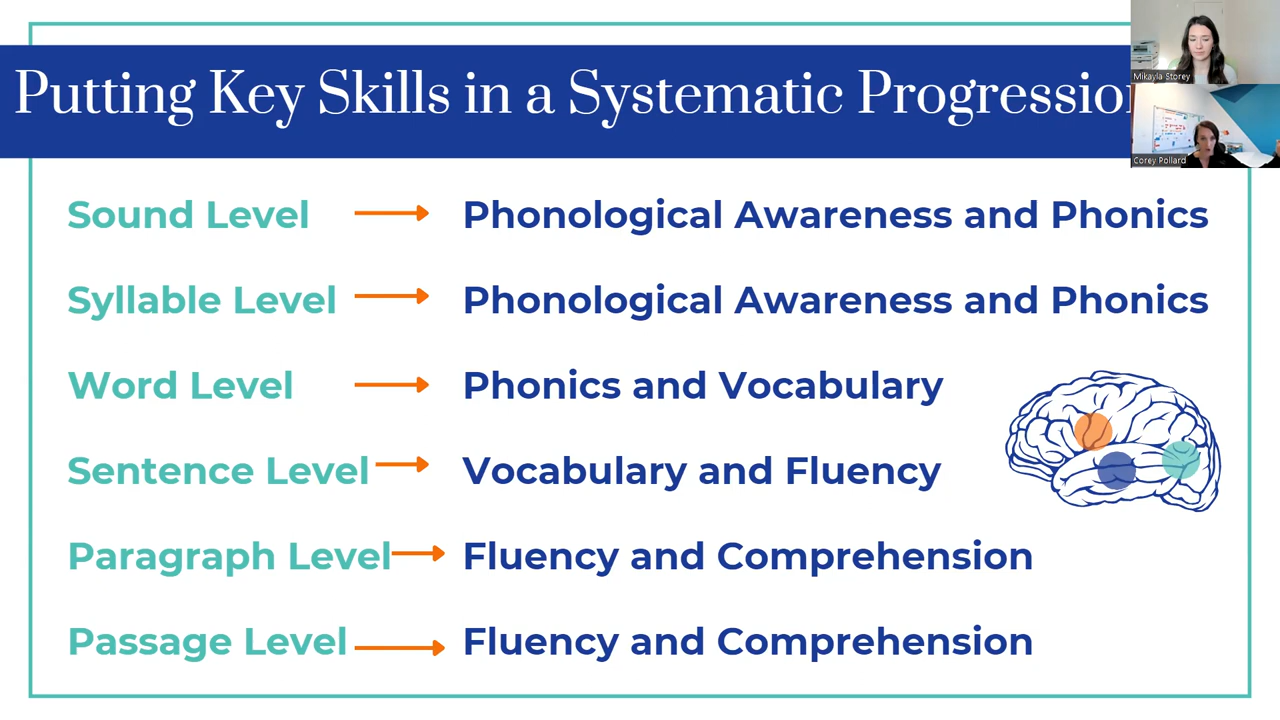 Putting Key Skills in a Systematic Progression
Mikayla Storey
Corey Pollard
Sound Level Phonological Awareness and Phonics
Syllable Level Phonological Awareness and Phonics
Word Level Phonics and Vocabulary
Sentence Level Vocabulary and Fluency
Paragraph Level Fluency and Comprehension
Passage Level Fluency and Comprehension